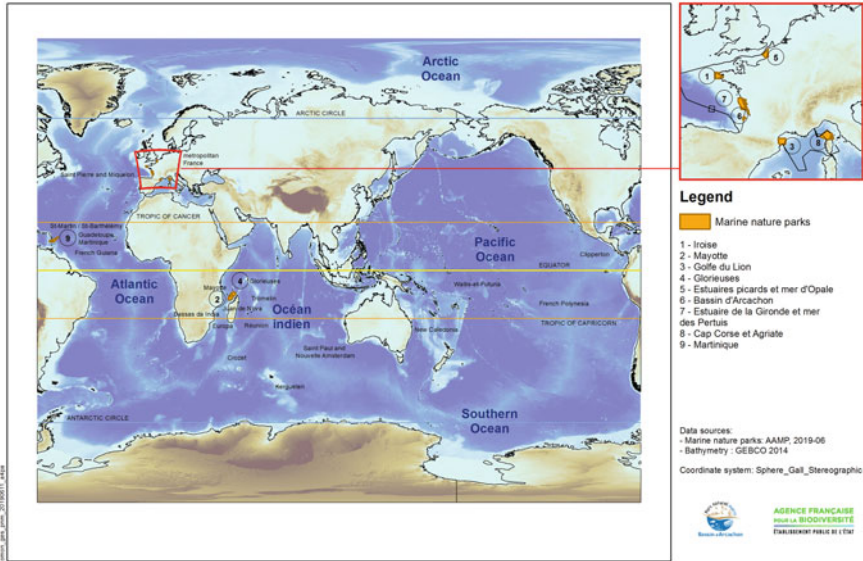 Arctic
Ocean
ARCTIC CIRCLE
metropolitan
France
Saint Pierre and Miquelon
TROPIC OF CANCER
St-Martin / St-Barthélemy
9
Guadeloupe,
Martinique
French Guiana
Pacific
Ocean
Clipperton
EQUATOR
Atlantic
Ocean
4
Glorieuses
Mayotte
2
Tromelin
Juan de Nova
Wallis-et-Futuna
Océan
indien
Bassas da India
Europa
Réunion
French Polynesia
New Caledonia
TROPIC OF CAPRICORN
Saint Paul and
Nouvelle Amsterdam
Crozet
Kerguelen
Southern
Ocean
ANTARCTIC CIRCLE
5
1
7
6
3
8
Legend
Marine nature parks
1 - Iroise
2 - Mayotte
3 - Golfe du Lion
4 - Glorieuses
5 - Estuaires picards et mer d'Opale
6 - Bassin d'Arcachon
7 - Estuaire de la Gironde et mer
des Pertuis
8 - Cap Corse et Agriate
9 - Martinique
Data sources:
- Marine nature parks: AAMP, 2019-06
- Bathymetry : GEBCO 2014
Coordinate system: Sphere_Gall_Stereographic
Bassin d'Arcachon
AGENCE FRANÇAISE
POUR LA BIODIVERSITÉ
ÉTABLISSEMENT PUBLIC DE L'ÉTAT